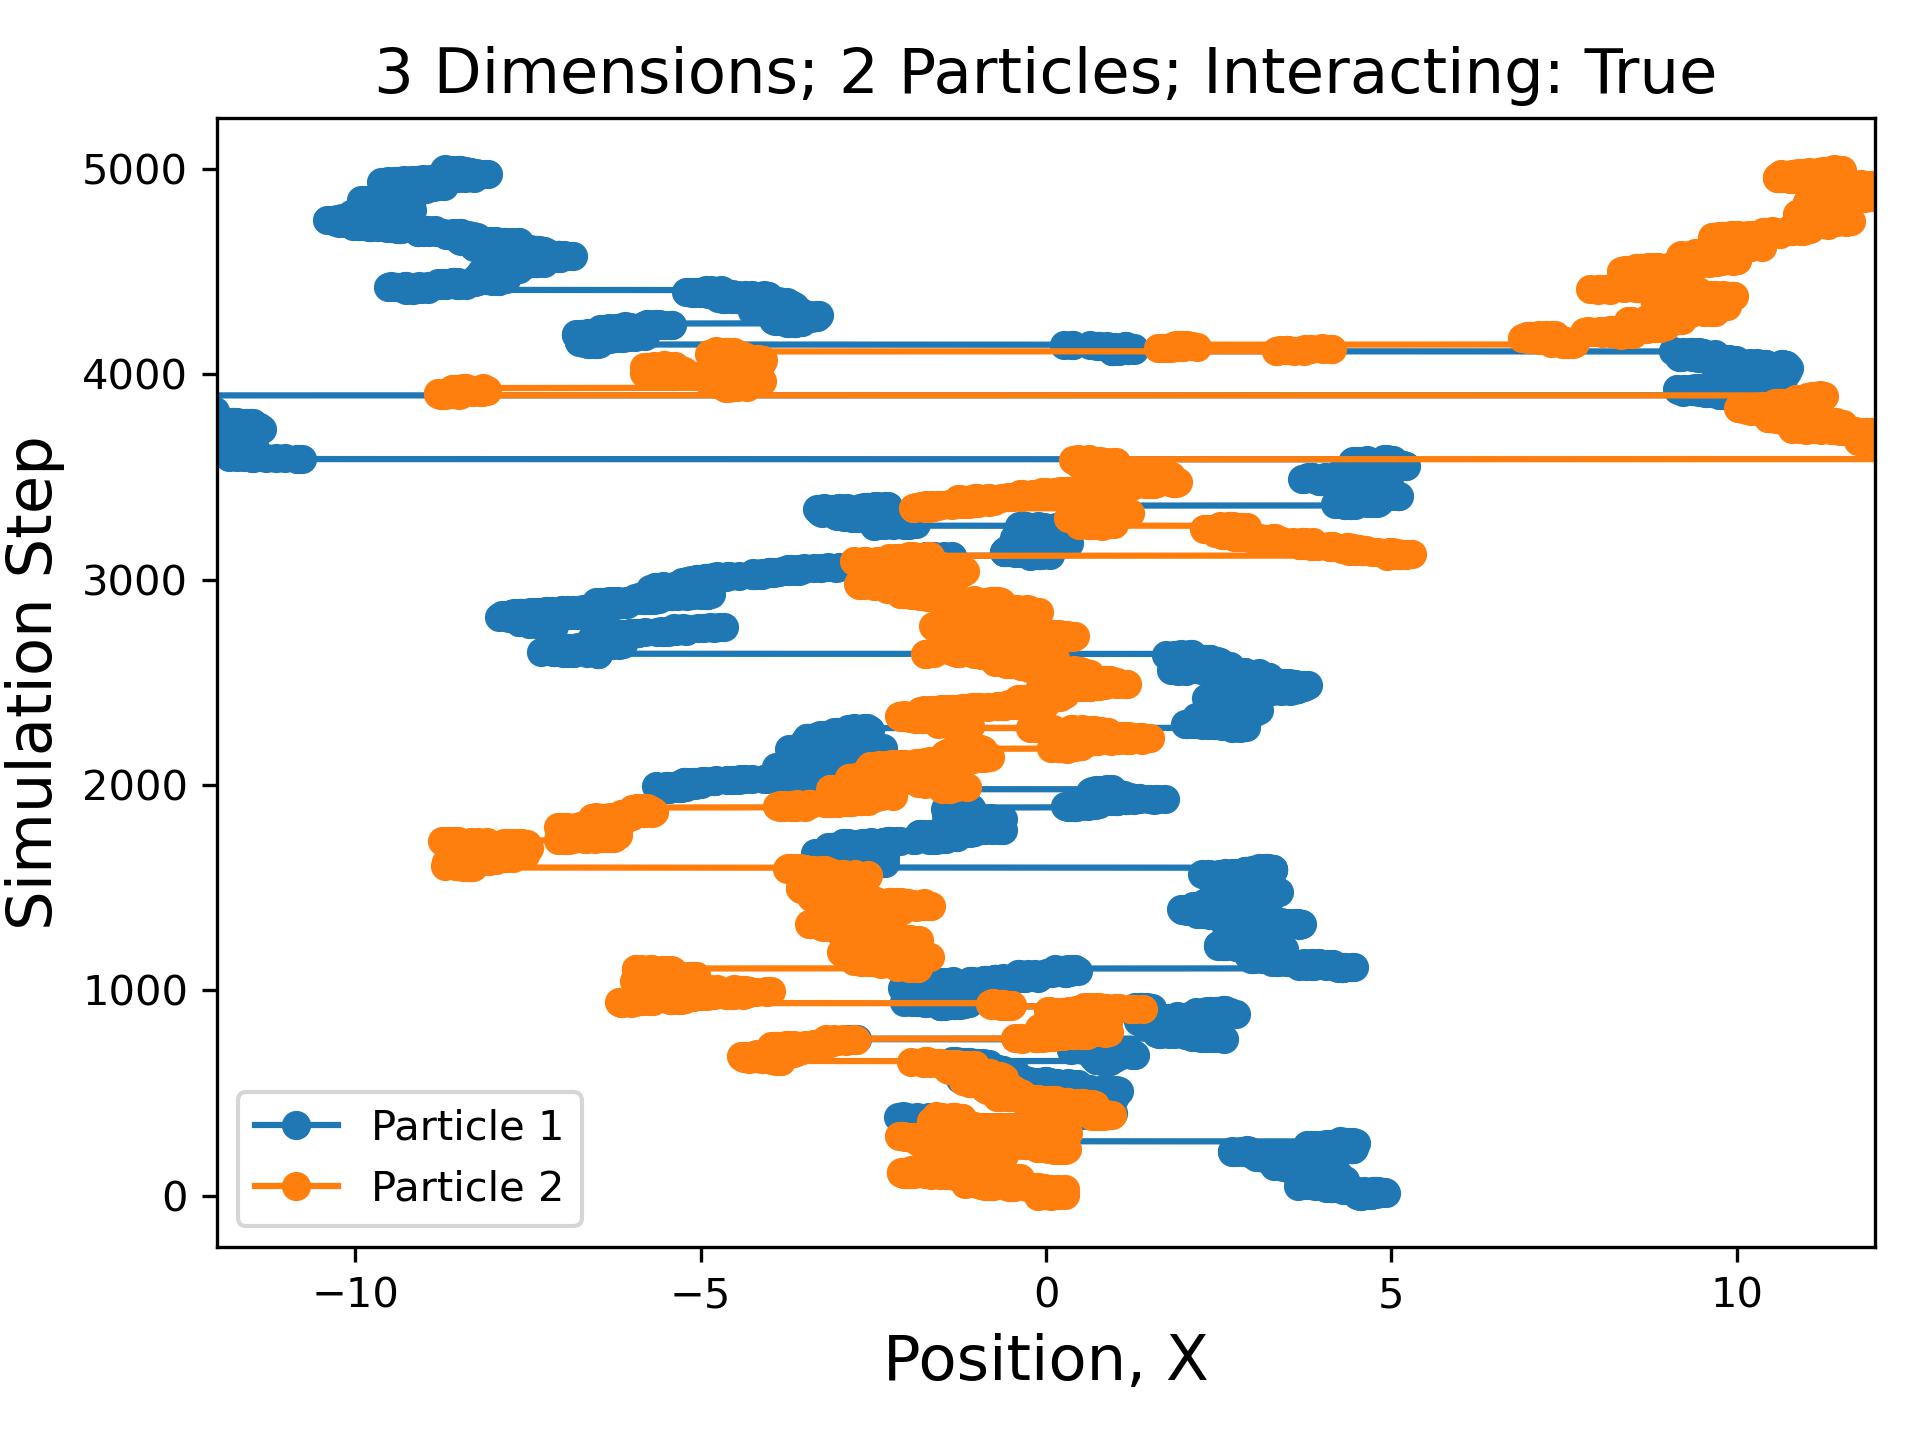 3 Dimensions; 2 Particles; Interacting: True
Simulation Step
5000
4000
3000
2000
1000
0
Particle 1
Particle 2
−10
−5
0
5
10
Position, X